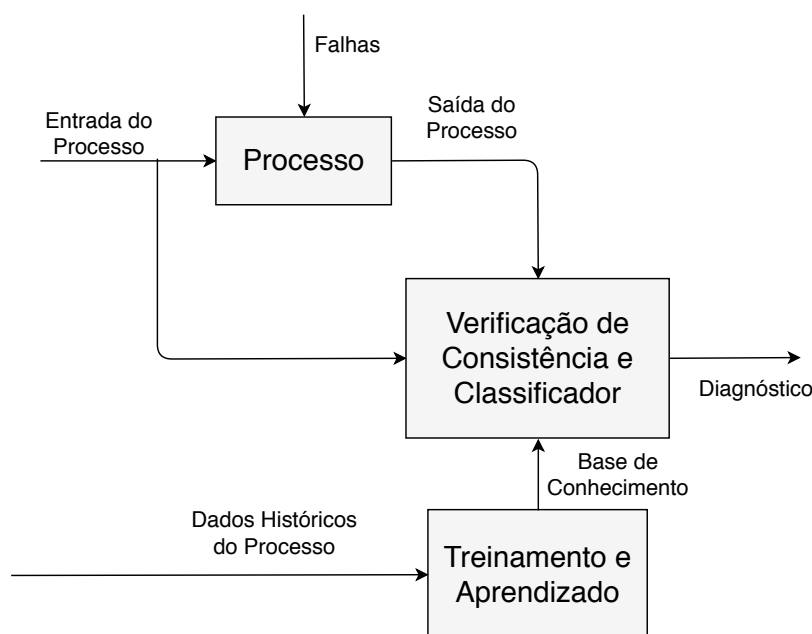 Falhas
Entrada do
Processo
Processo
Saída do
Processo
Verificação de
Consistência e
Classificador
Diagnóstico
Base de
Conhecimento
Dados Históricos
do Processo
Treinamento e
Aprendizado